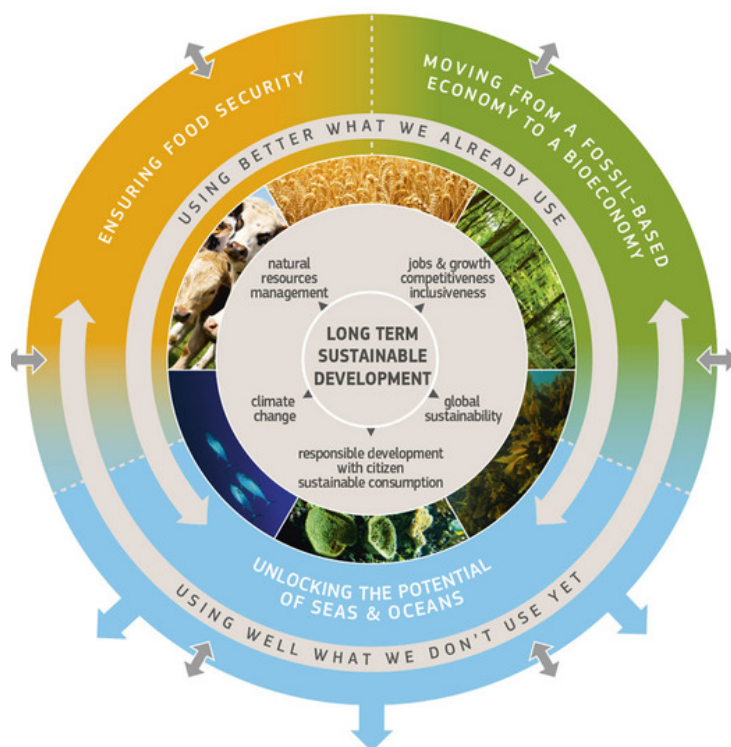 ENSURING FOOD SECURITY
MOVING FROM A FOSSIL-BASED
ECONOMY TO A BIOECONOMY
USING BETTER WHAT WE ALREADY USE
natural
resources
management
jobs & growth
competitiveness
inclusiveness
LONG TERM
SUSTAINABLE
DEVELOPMENT
climate
change
global
sustainability
responsible development
with citizen
sustainable consumption
UNLOCKING THE POTENTIAL
OF SEAS & OCEANS
USING WELL WHAT WE DON'T USE YET